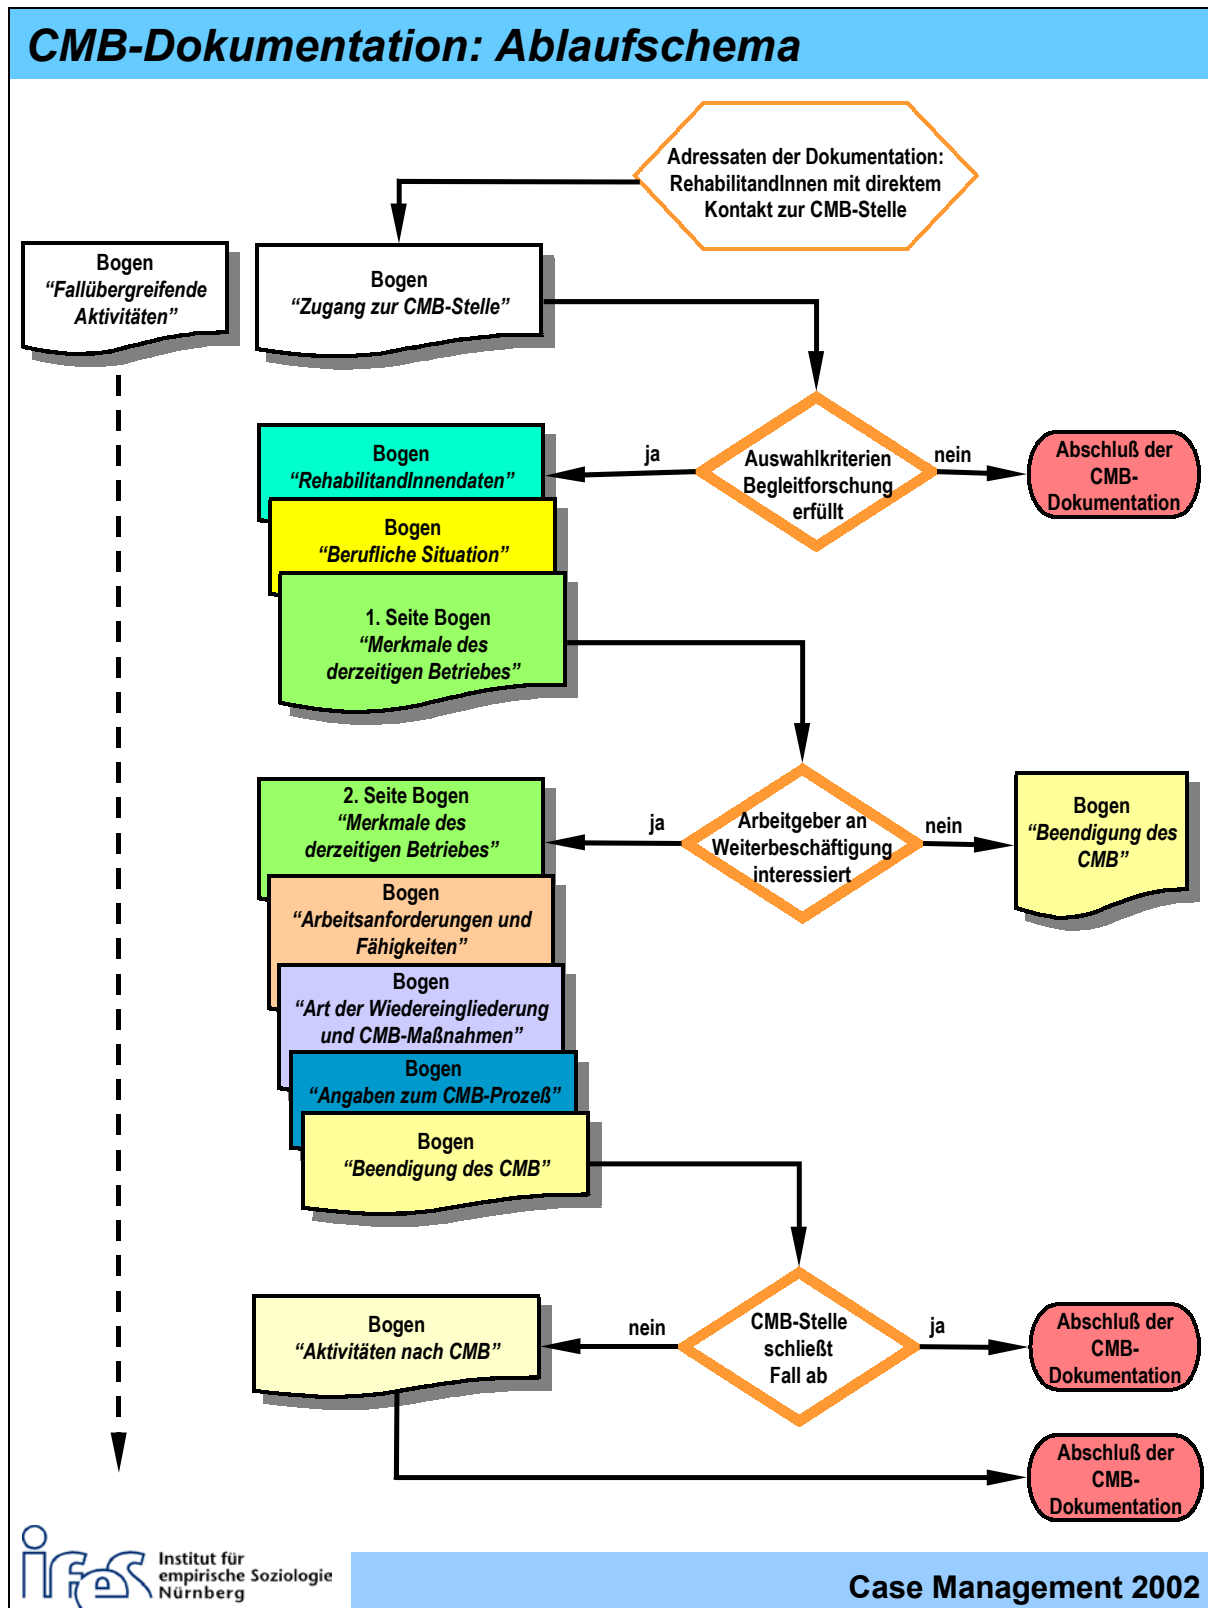 CMB-Dokumentation: Ablaufschema
Adressaten der Dokumentation:
RehabilitandInnen mit direktem
Kontakt zur CMB-Stelle
Bogen
“Fallübergreifende
Aktivitäten”
Bogen
“Zugang zur CMB-Stelle”
Auswahlkriterien
Begleitforschung
erfüllt
ja
nein
Abschluß der
CMB-
Dokumentation
Bogen
“RehabilitandInnendaten”
Bogen
“Berufliche Situation”
1. Seite Bogen
“Merkmale des
derzeitigen Betriebes”
Arbeitgeber an
Weiterbeschäftigung
interessiert
ja
nein
Bogen
“Beendigung des
CMB”
2. Seite Bogen
“Merkmale des
derzeitigen Betriebes”
Bogen
“Arbeitsanforderungen und
Fähigkeiten”
Bogen
“Art der Wiedereingliederung
und CMB-Maßnahmen”
Bogen
“Angaben zum CMB-Prozeß”
Bogen
“Beendigung des CMB”
CMB-Stelle
schließt
Fall ab
nein
ja
Bogen
“Aktivitäten nach CMB”
Abschluß der
CMB-
Dokumentation
Abschluß der
CMB-
Dokumentation
ifes
Institut für
empirische Soziologie
Nürnberg
Case Management 2002